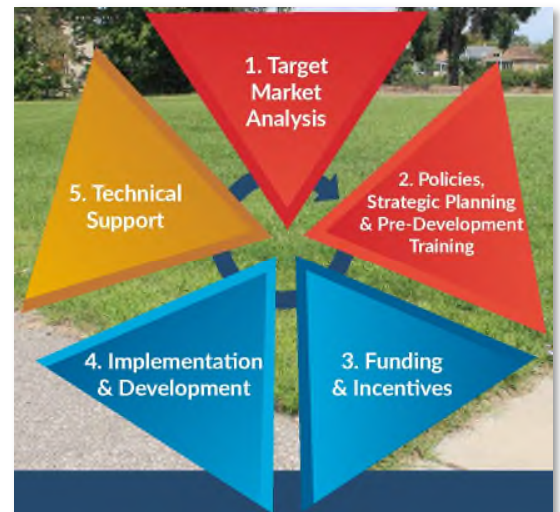 1. Target
Market
Analysis
2. Policies,
Strategic Planning
& Pre-Development
Training
3. Funding
& Incentives
4. Implementation
& Development
5. Technical
Support